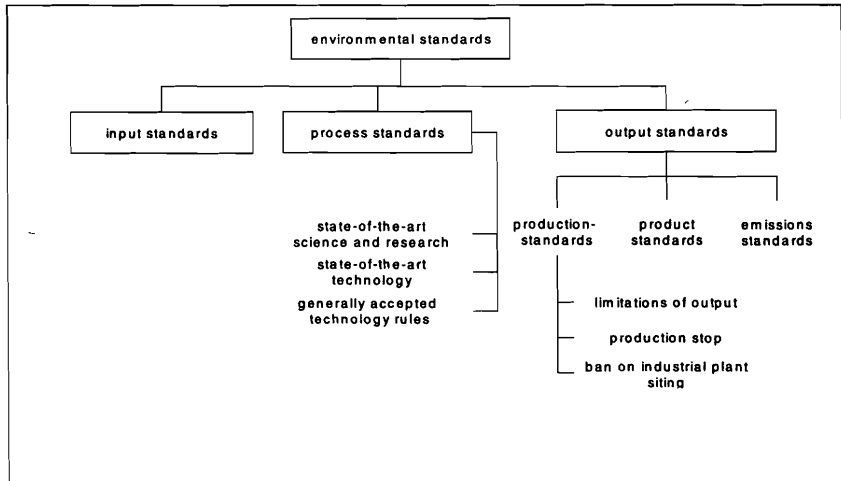 environmental standards
input standards
process standards
output standards
state-of-the-art
science and research
state-of-the-art
technology
generally accepted
technology rules
production-
standards
product
standards
emissions
standards
limitations of output
production stop
ban on industrial plant
siting